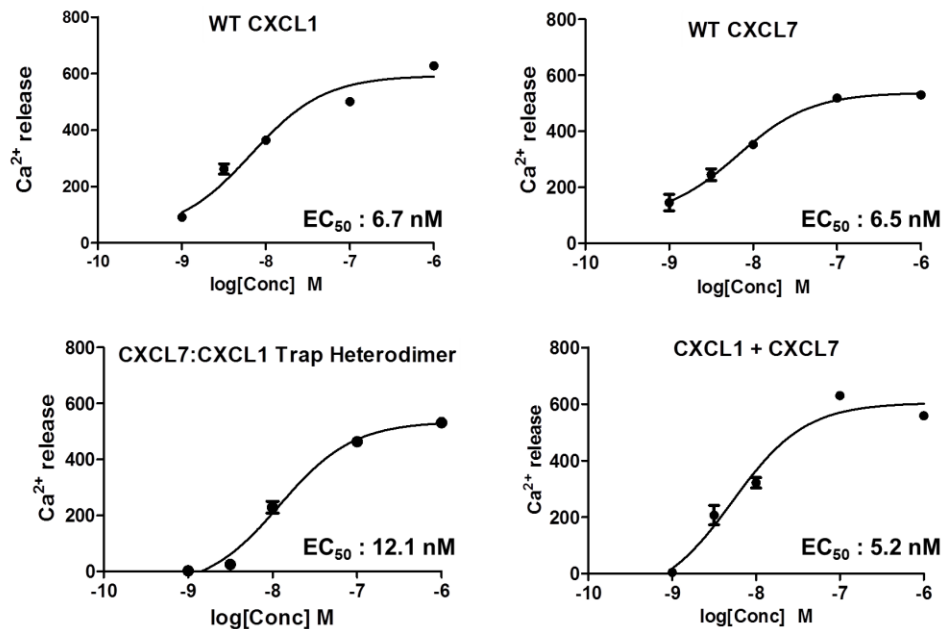 WT CXCL1
800
600
400
200
0
Ca²⁺ release
EC₅₀ : 6.7 nM
-10 -9 -8 -7 -6
log[Conc] M
WT CXCL7
800
600
400
200
0
Ca²⁺ release
EC₅₀ : 6.5 nM
-10 -9 -8 -7 -6
log[Conc] M
CXCL7:CXCL1 Trap Heterodimer
800
600
400
200
0
Ca²⁺ release
EC₅₀ : 12.1 nM
-10 -9 -8 -7 -6
log[Conc] M
CXCL1 + CXCL7
800
600
400
200
0
Ca²⁺ release
EC₅₀ : 5.2 nM
-10 -9 -8 -7 -6
log[Conc] M